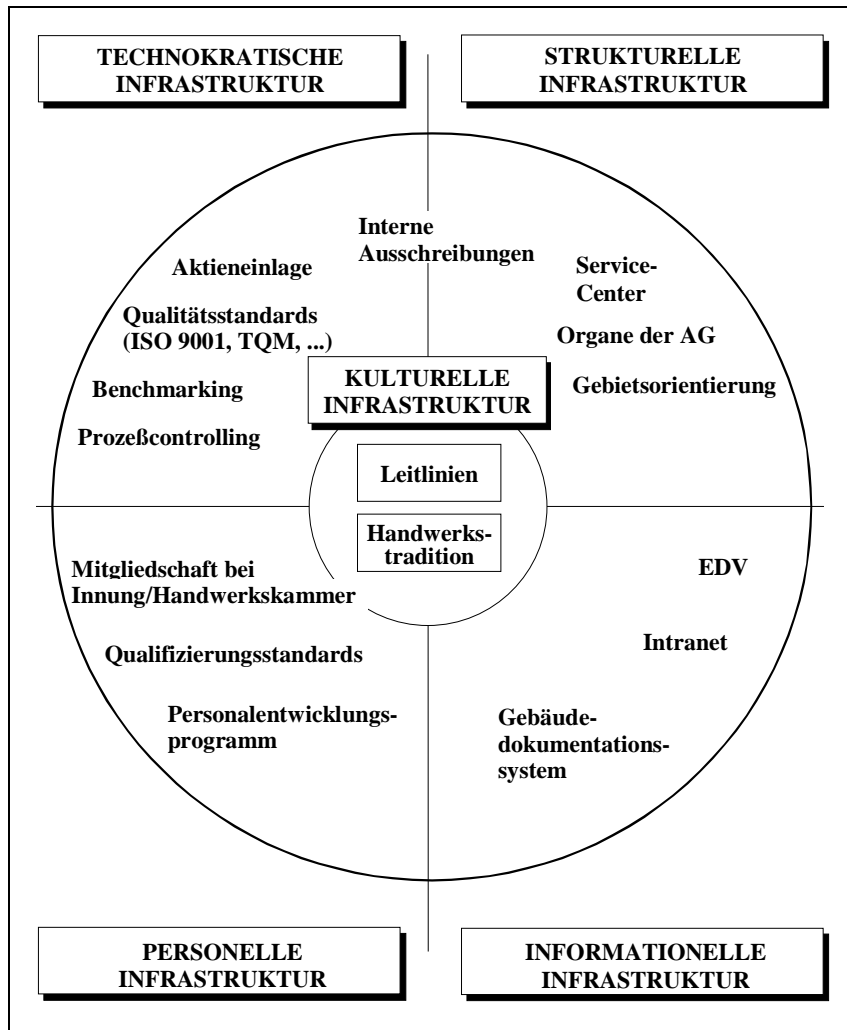 TECHNOKRATISCHE
INFRASTRUKTUR
STRUKTURELLE
INFRASTRUKTUR
Interne
Ausschreibungen
Aktieneinlage
Service-
Center
Qualitätsstandards
(ISO 9001, TQM, ...)
Organe der AG
Benchmarking
Gebietsorientierung
Prozeßcontrolling
KULTURELLE
INFRASTRUKTUR
Leitlinien
Handwerks-
tradition
Mitgliedschaft bei
Innung/Handwerkskammer
Qualifizierungsstandards
Personalentwicklungs-
programm
EDV
Intranet
Gebäude-
dokumentations-
system
PERSONELLE
INFRASTRUKTUR
INFORMATIONELLE
INFRASTRUKTUR